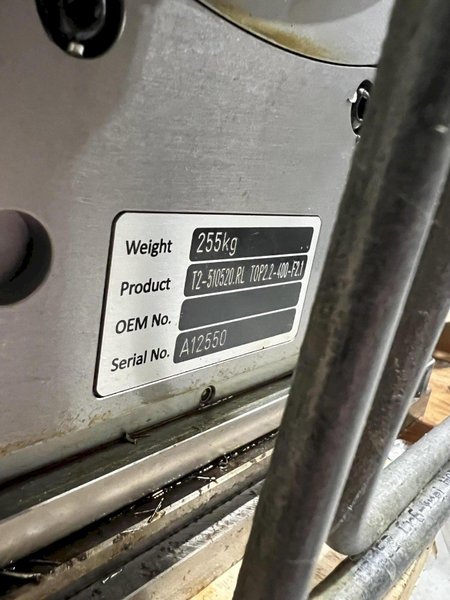 Weight 255kg
Product T2-510520.RL TOP2.2-400-F2.1
OEM No.
Serial No. A12550